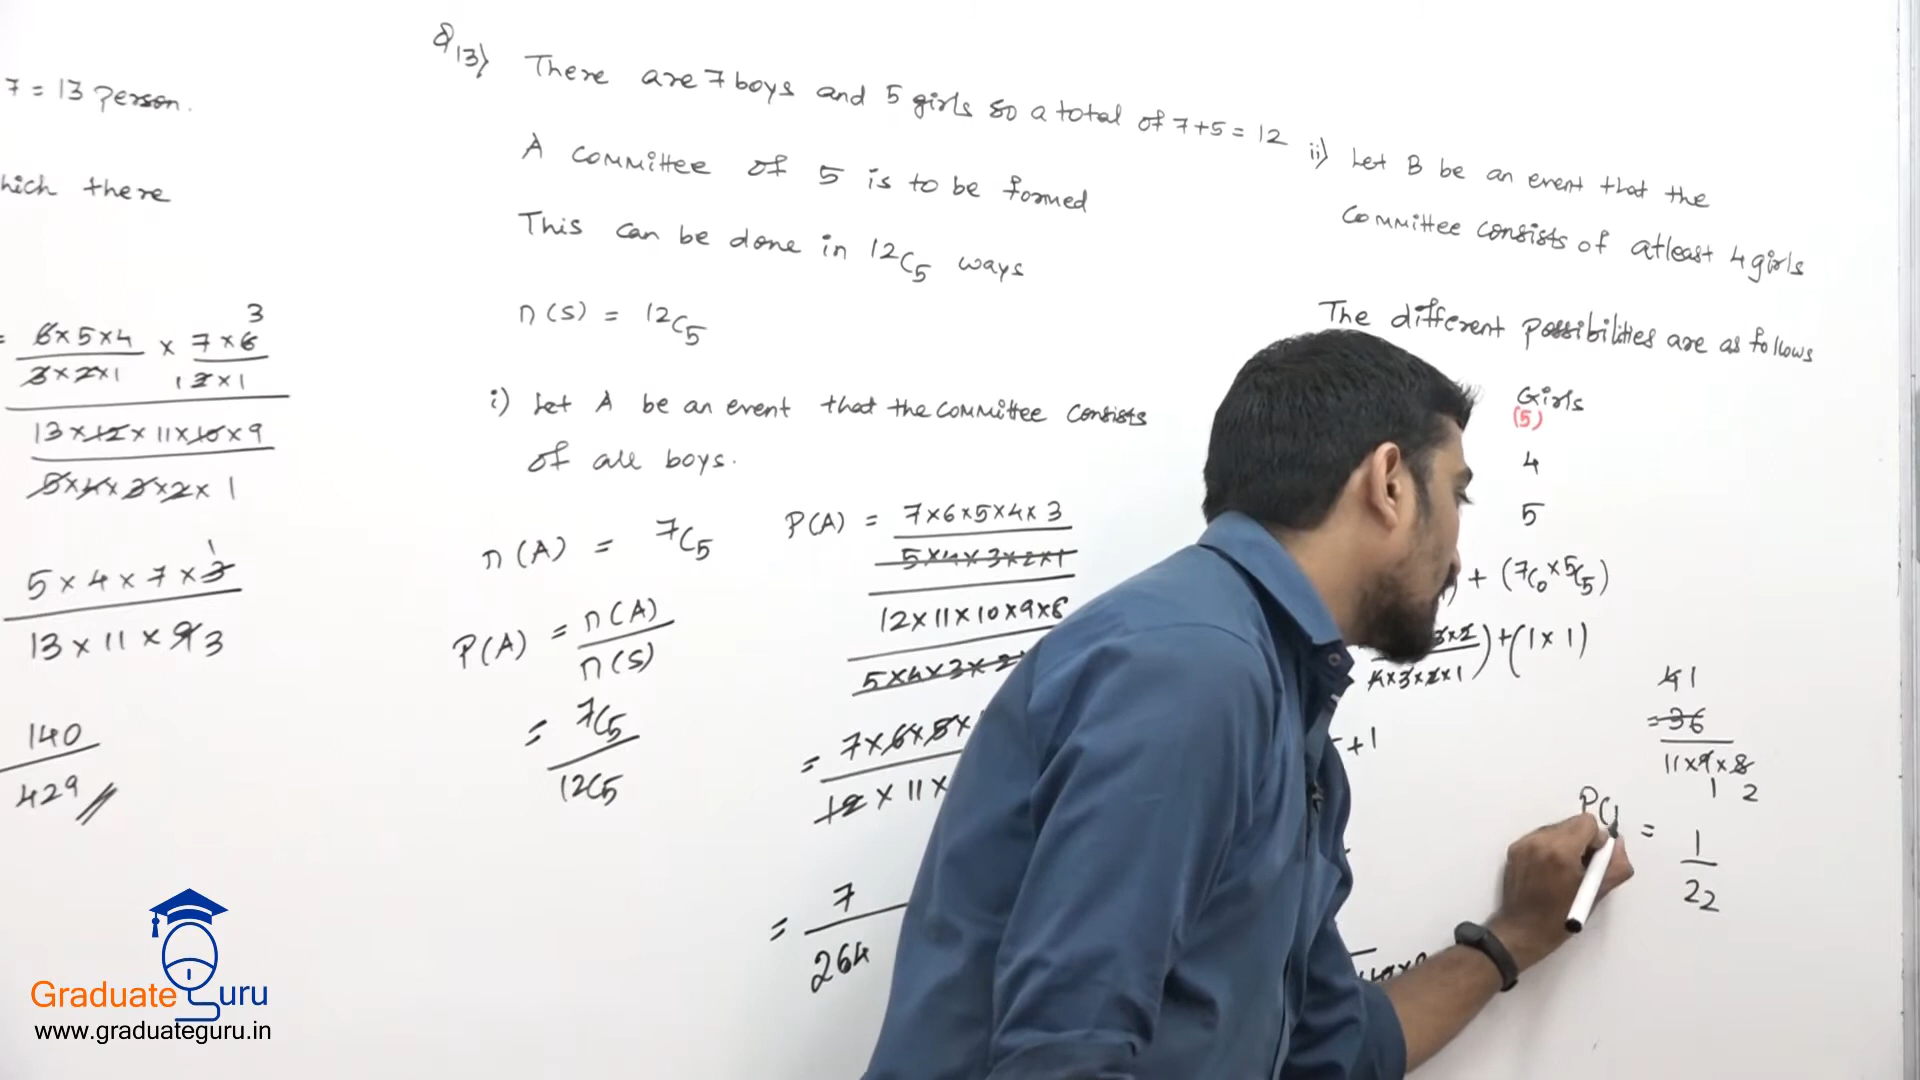 7 = 13 Person.
hich there
3
= 6×5×4 × 7×6
3×2×1 1 2×1
13×12×11×10×9
5×4×3×2×1
1
5×4×7×3
13×11×9 3
140
429
Q13) There are 7 boys and 5 girls so a total of 7+5 = 12
A committee of 5 is to be formed
This can be done in 12C5 ways
n(S) = 12C5
i) Let A be an event that the committee consists
of all boys.
n(A) = 7C5
P(A) = n(A)
n(S)
= 7C5
12C5
P(A) = 7×6×5×4×3
5×4×3×2×1
12×11×10×9×8
5×4×3×2
= 7×6×5×
12×11×
= 7
264
ii) Let B be an event that the
committee consists of atleast 4 girls
The different possibilities are as follows
Girls
(5)
4
5
+ (7C0×5C5)
3×2) + (1×1)
4×3×2×1
+1
4 1
= 36
11×9×8
1 2
P( = 1
22
Graduate Guru
www.graduateguru.in